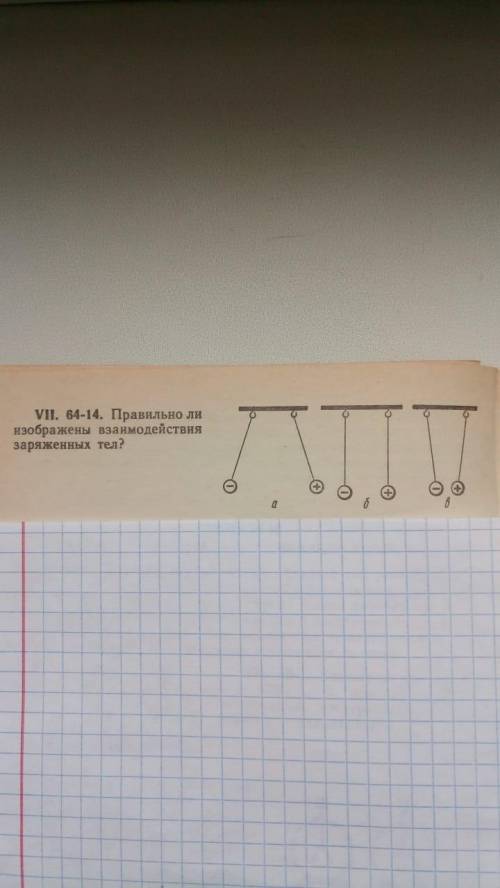 VII. 64-14. Правильно ли
изображены взаимодействия
заряженных тел?
− + − + − +
а б в